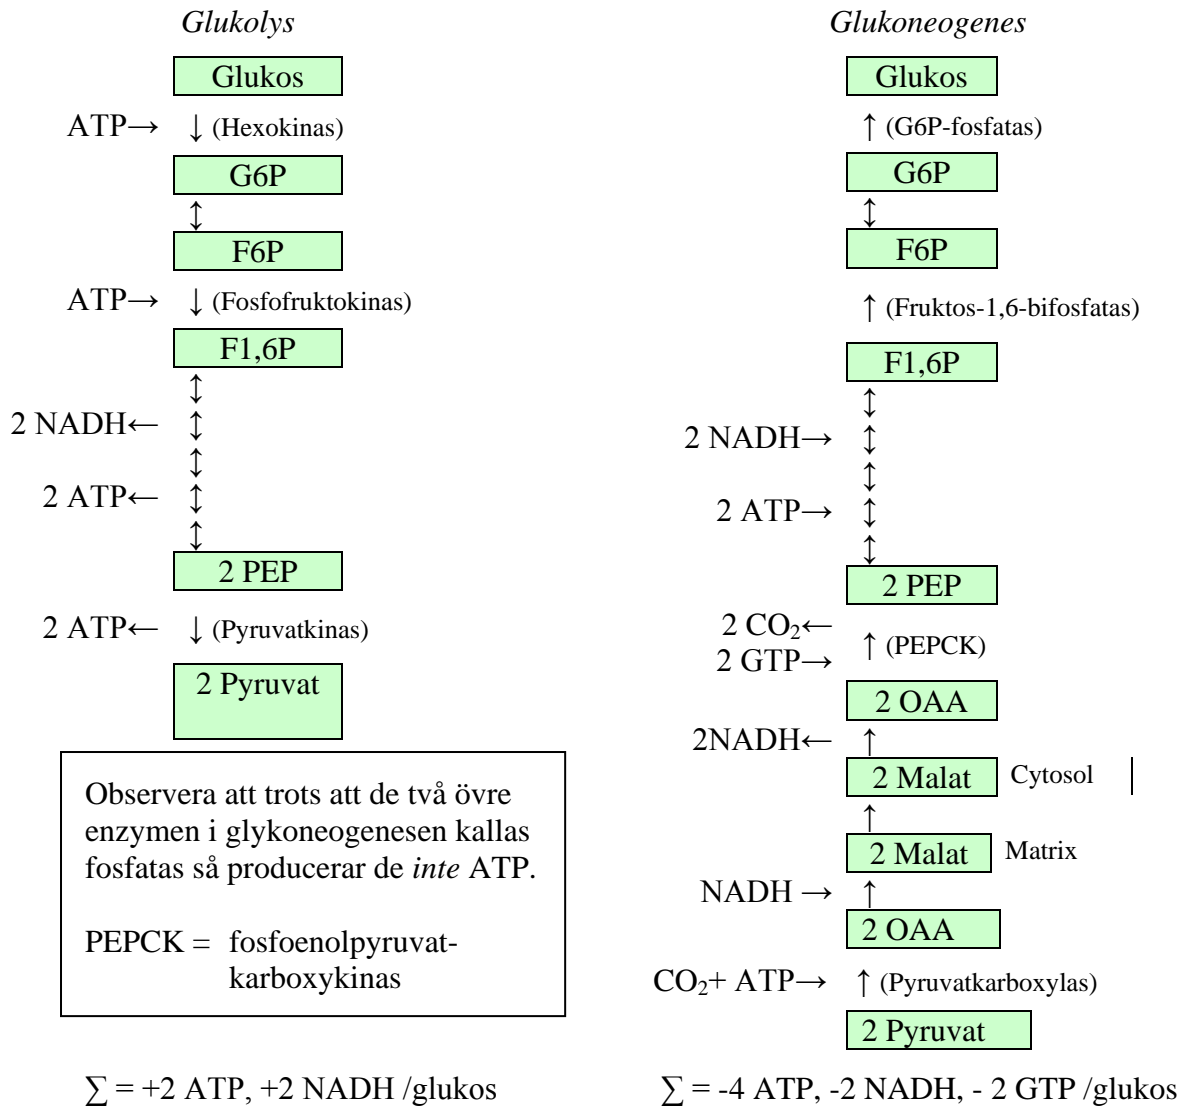 Glukolys
Glukos
ATP→ ↓ (Hexokinas)
G6P
↕
F6P
ATP→ ↓ (Fosfofruktokinas)
F1,6P
↕
2 NADH← ↕
↕
2 ATP← ↕
↕
2 PEP
2 ATP← ↓ (Pyruvatkinas)
2 Pyruvat
Observera att trots att de två övre
enzymen i glykoneogenesen kallas
fosfatas så producerar de inte ATP.
PEPCK = fosfoenolpyruvat-
karboxykinas
∑ = +2 ATP, +2 NADH /glukos
Glukoneogenes
Glukos
↑ (G6P-fosfatas)
G6P
↕
F6P
↑ (Fruktos-1,6-bifosfatas)
F1,6P
↕
2 NADH→ ↕
↕
2 ATP→ ↕
↕
2 PEP
2 CO₂←
2 GTP→ ↑ (PEPCK)
2 OAA
2NADH← ↑
2 Malat Cytosol
↑
2 Malat Matrix
NADH → ↑
2 OAA
CO₂+ ATP→ ↑ (Pyruvatkarboxylas)
2 Pyruvat
∑ = -4 ATP, -2 NADH, - 2 GTP /glukos